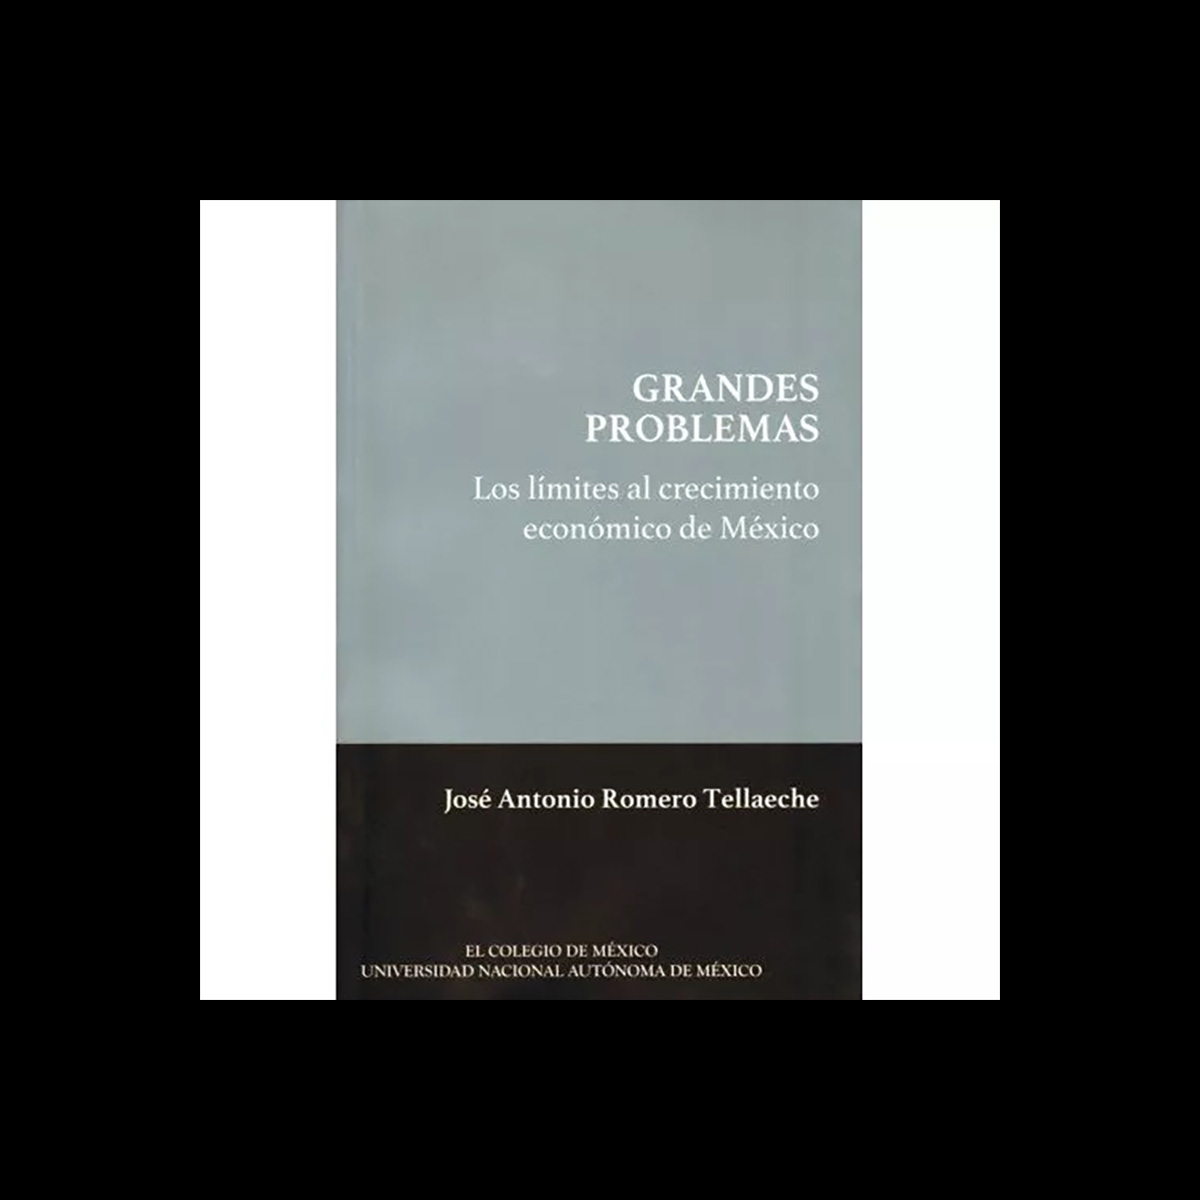 GRANDES
PROBLEMAS
Los límites al crecimiento
económico de México
José Antonio Romero Tellaeche
EL COLEGIO DE MÉXICO
UNIVERSIDAD NACIONAL AUTÓNOMA DE MÉXICO